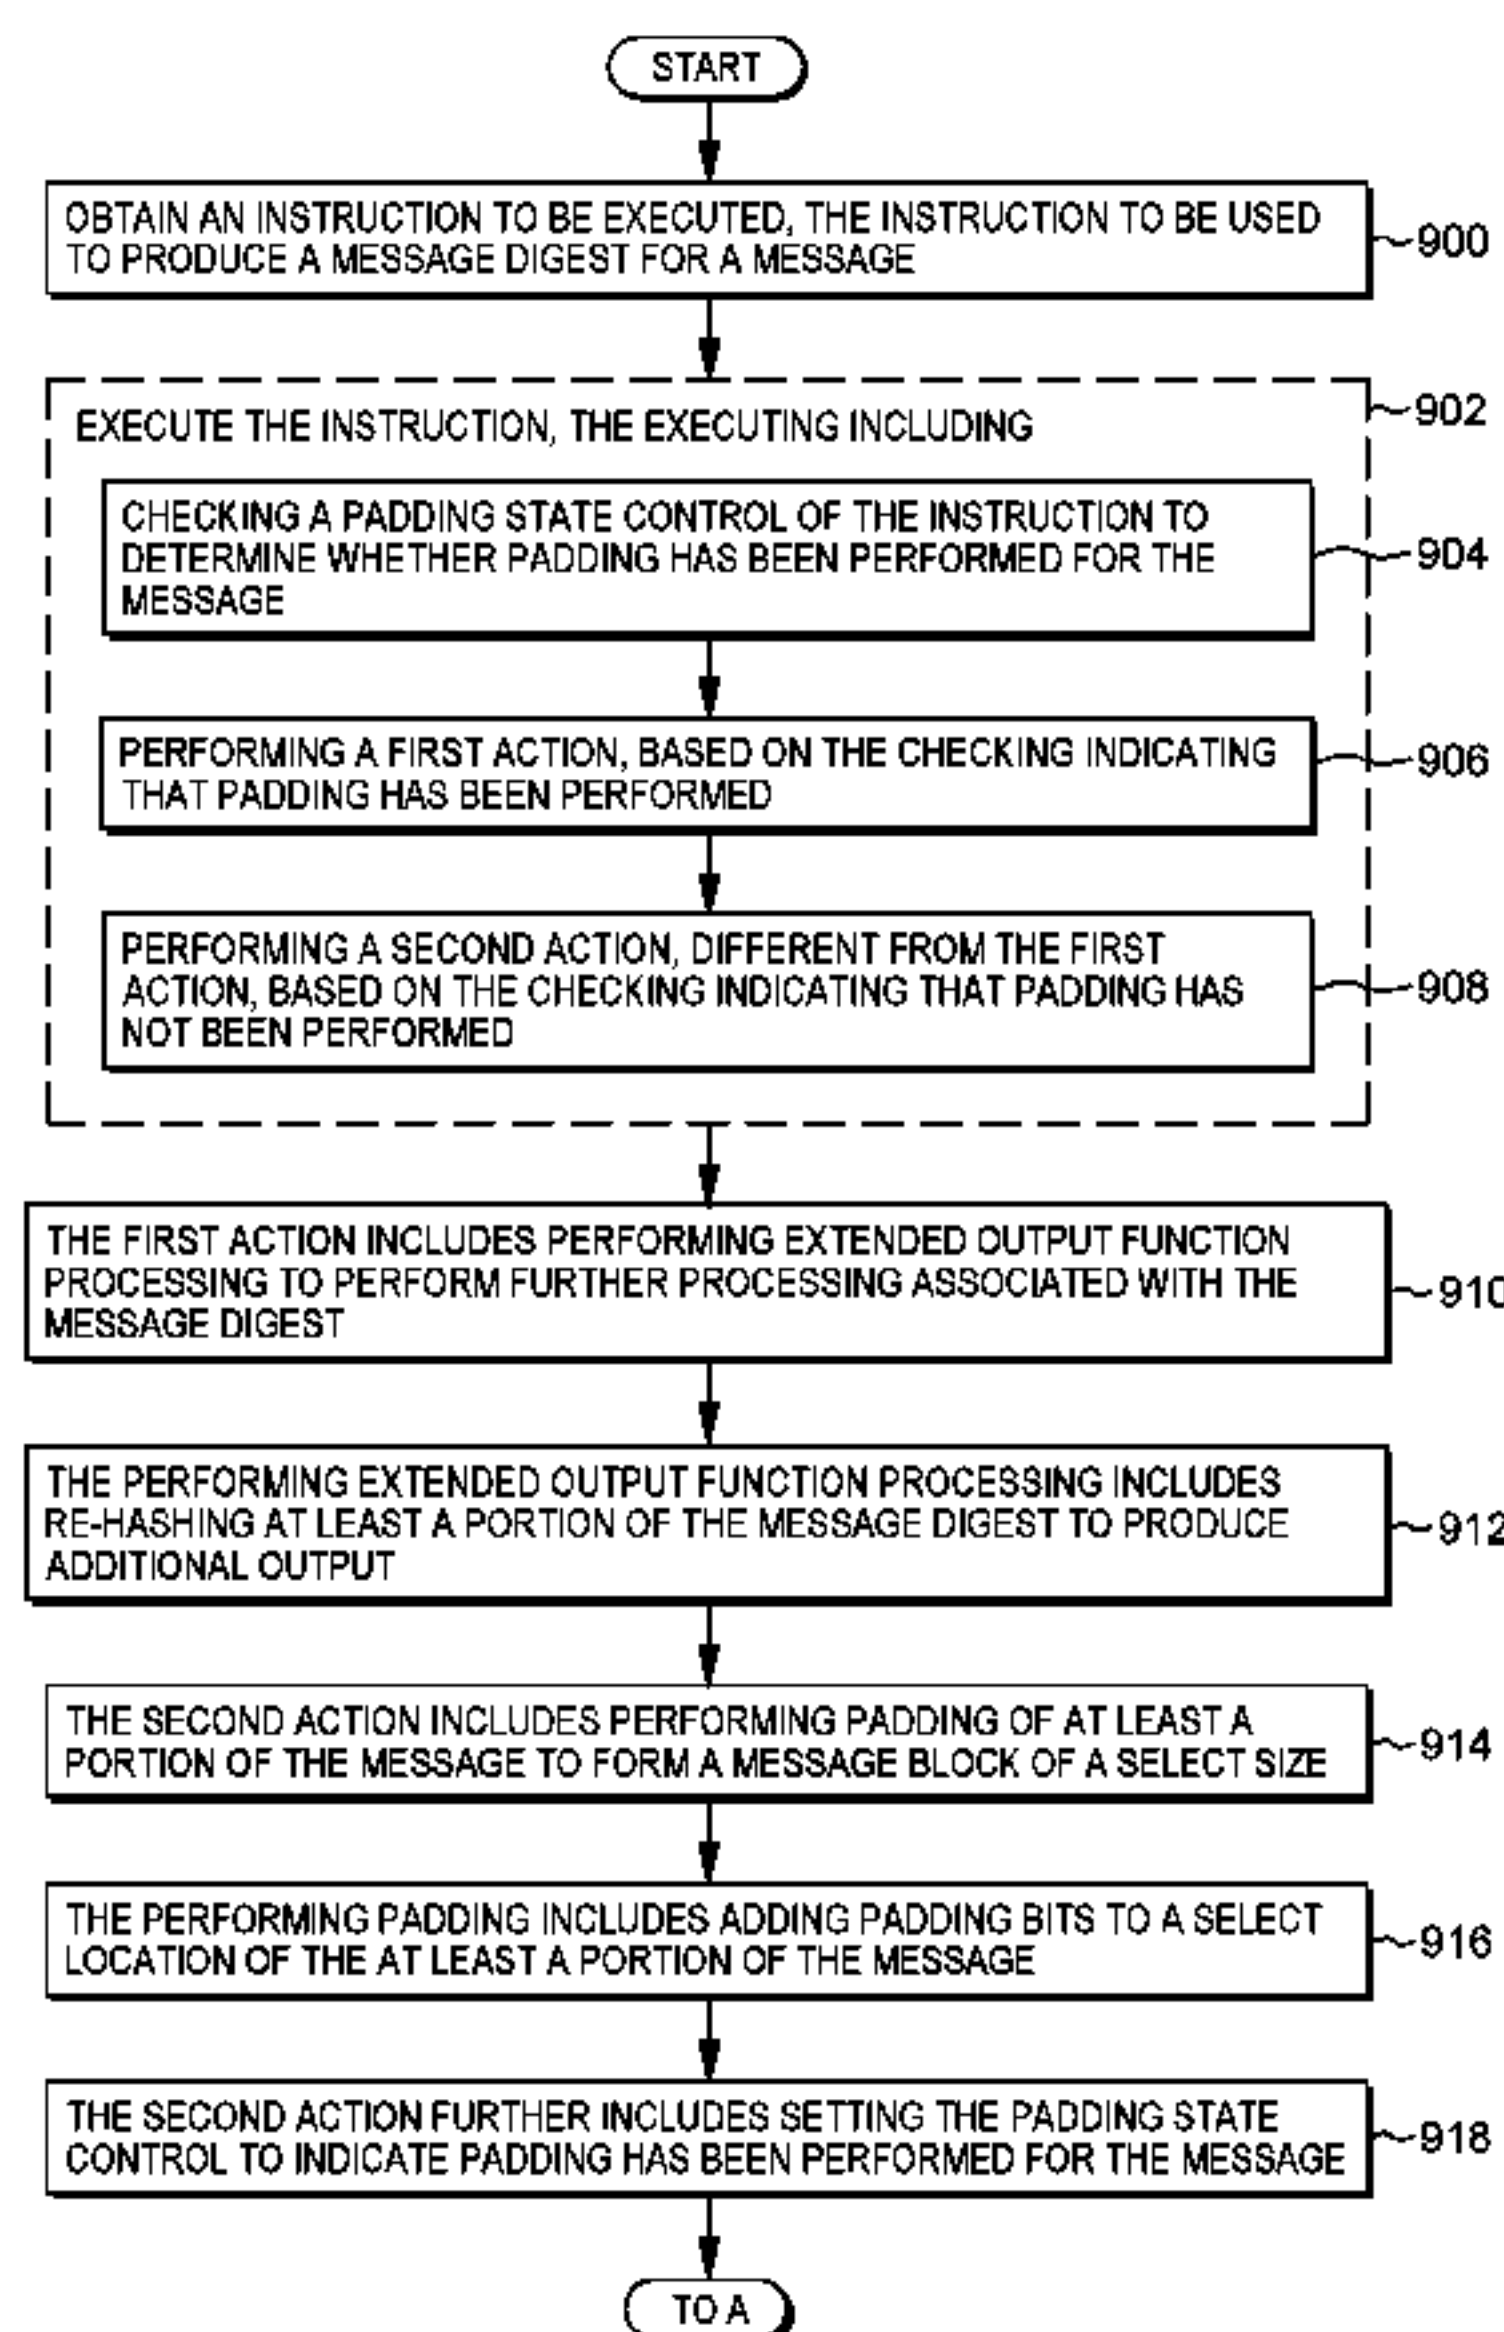 START
OBTAIN AN INSTRUCTION TO BE EXECUTED, THE INSTRUCTION TO BE USED
TO PRODUCE A MESSAGE DIGEST FOR A MESSAGE
900
902
EXECUTE THE INSTRUCTION, THE EXECUTING INCLUDING
CHECKING A PADDING STATE CONTROL OF THE INSTRUCTION TO
DETERMINE WHETHER PADDING HAS BEEN PERFORMED FOR THE
MESSAGE
904
PERFORMING A FIRST ACTION, BASED ON THE CHECKING INDICATING
THAT PADDING HAS BEEN PERFORMED
906
PERFORMING A SECOND ACTION, DIFFERENT FROM THE FIRST
ACTION, BASED ON THE CHECKING INDICATING THAT PADDING HAS
NOT BEEN PERFORMED
908
THE FIRST ACTION INCLUDES PERFORMING EXTENDED OUTPUT FUNCTION
PROCESSING TO PERFORM FURTHER PROCESSING ASSOCIATED WITH THE
MESSAGE DIGEST
910
THE PERFORMING EXTENDED OUTPUT FUNCTION PROCESSING INCLUDES
RE-HASHING AT LEAST A PORTION OF THE MESSAGE DIGEST TO PRODUCE
ADDITIONAL OUTPUT
912
THE SECOND ACTION INCLUDES PERFORMING PADDING OF AT LEAST A
PORTION OF THE MESSAGE TO FORM A MESSAGE BLOCK OF A SELECT SIZE
914
THE PERFORMING PADDING INCLUDES ADDING PADDING BITS TO A SELECT
LOCATION OF THE AT LEAST A PORTION OF THE MESSAGE
916
THE SECOND ACTION FURTHER INCLUDES SETTING THE PADDING STATE
CONTROL TO INDICATE PADDING HAS BEEN PERFORMED FOR THE MESSAGE
918
TO A